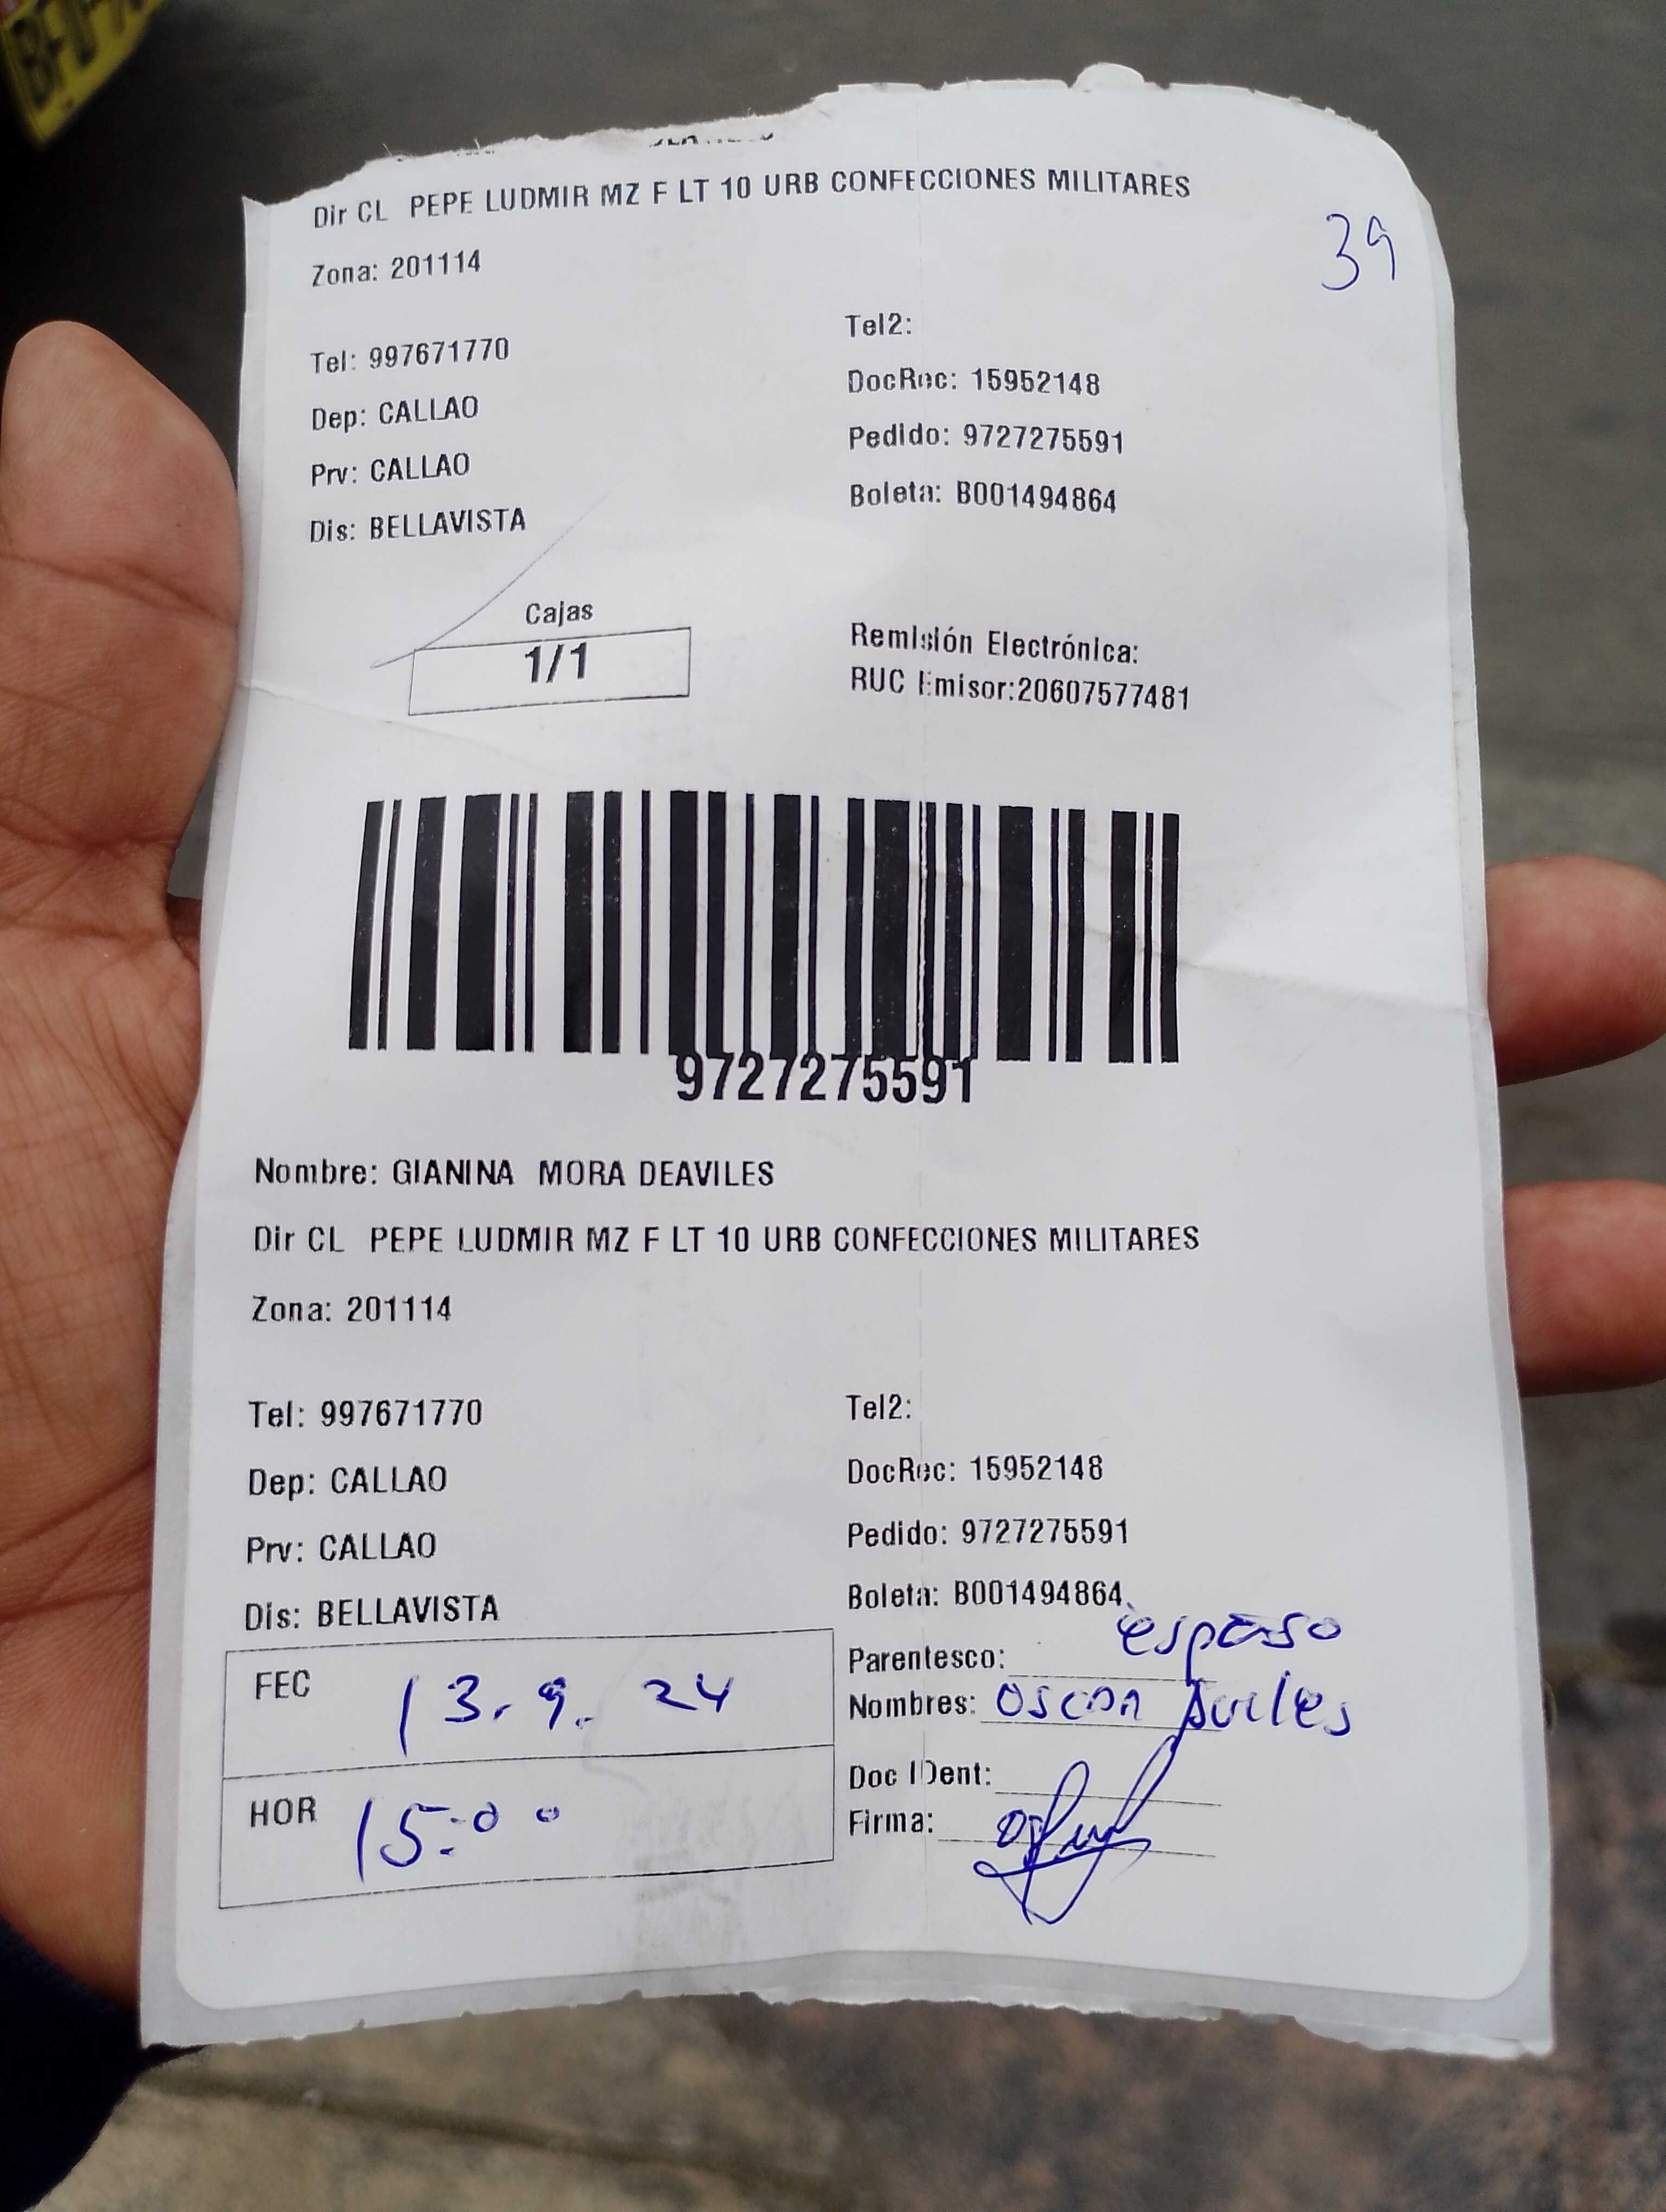 Dir CL PEPE LUDMIR MZ F LT 10 URB CONFECCIONES MILITARES
39
Zona: 201114
Tel: 997671770
Tel2:
Dep: CALLAO
DocRec: 15952148
Prv: CALLAO
Pedido: 9727275591
Dis: BELLAVISTA
Boleta: B001494864
Cajas
1/1
Remisión Electrónica:
RUC Emisor:20607577481
9727275591
Nombre: GIANINA MORA DEAVILES
Dir CL PEPE LUDMIR MZ F LT 10 URB CONFECCIONES MILITARES
Zona: 201114
Tel: 997671770
Tel2:
Dep: CALLAO
DocRec: 15952148
Prv: CALLAO
Pedido: 9727275591
Dis: BELLAVISTA
Boleta: B001494864
FEC 13.9.24
Parentesco: esposo
Nombres: Oscar Aviles
HOR 15:00
Doc IDent:
Firma: